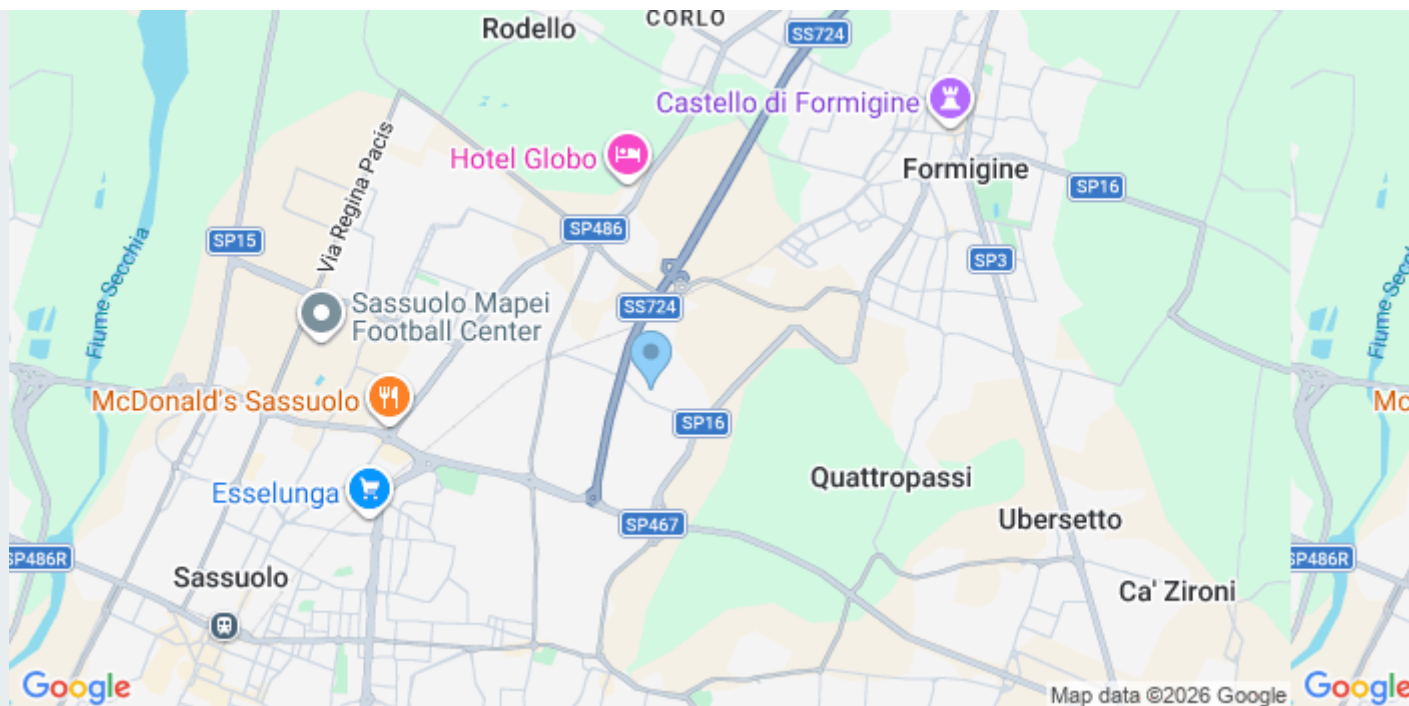 CORLO
Rodello
SS724
Castello di Formigine
Hotel Globo
Formigine
SP16
Via Regina Pacis
SP486
SP15
Fiume Secchia
SP3
Sassuolo Mapei
Football Center
SS724
McDonald's Sassuolo
SP16
Quattropassi
Esselunga
Ubersetto
SP467
SP486R
SP486R
Sassuolo
Ca' Zironi
Google
Map data ©2026 Google
Google